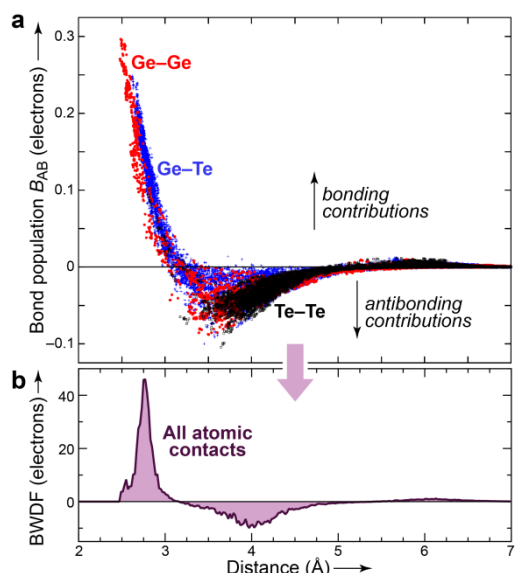 a
Bond population B_AB (electrons)
0.3
0.2
0.1
0
−0.1
Ge–Ge
Ge–Te
bonding
contributions
Te–Te
antibonding
contributions
b
BWDF (electrons)
40
20
0
All atomic
contacts
2 3 4 5 6 7
Distance (Å)